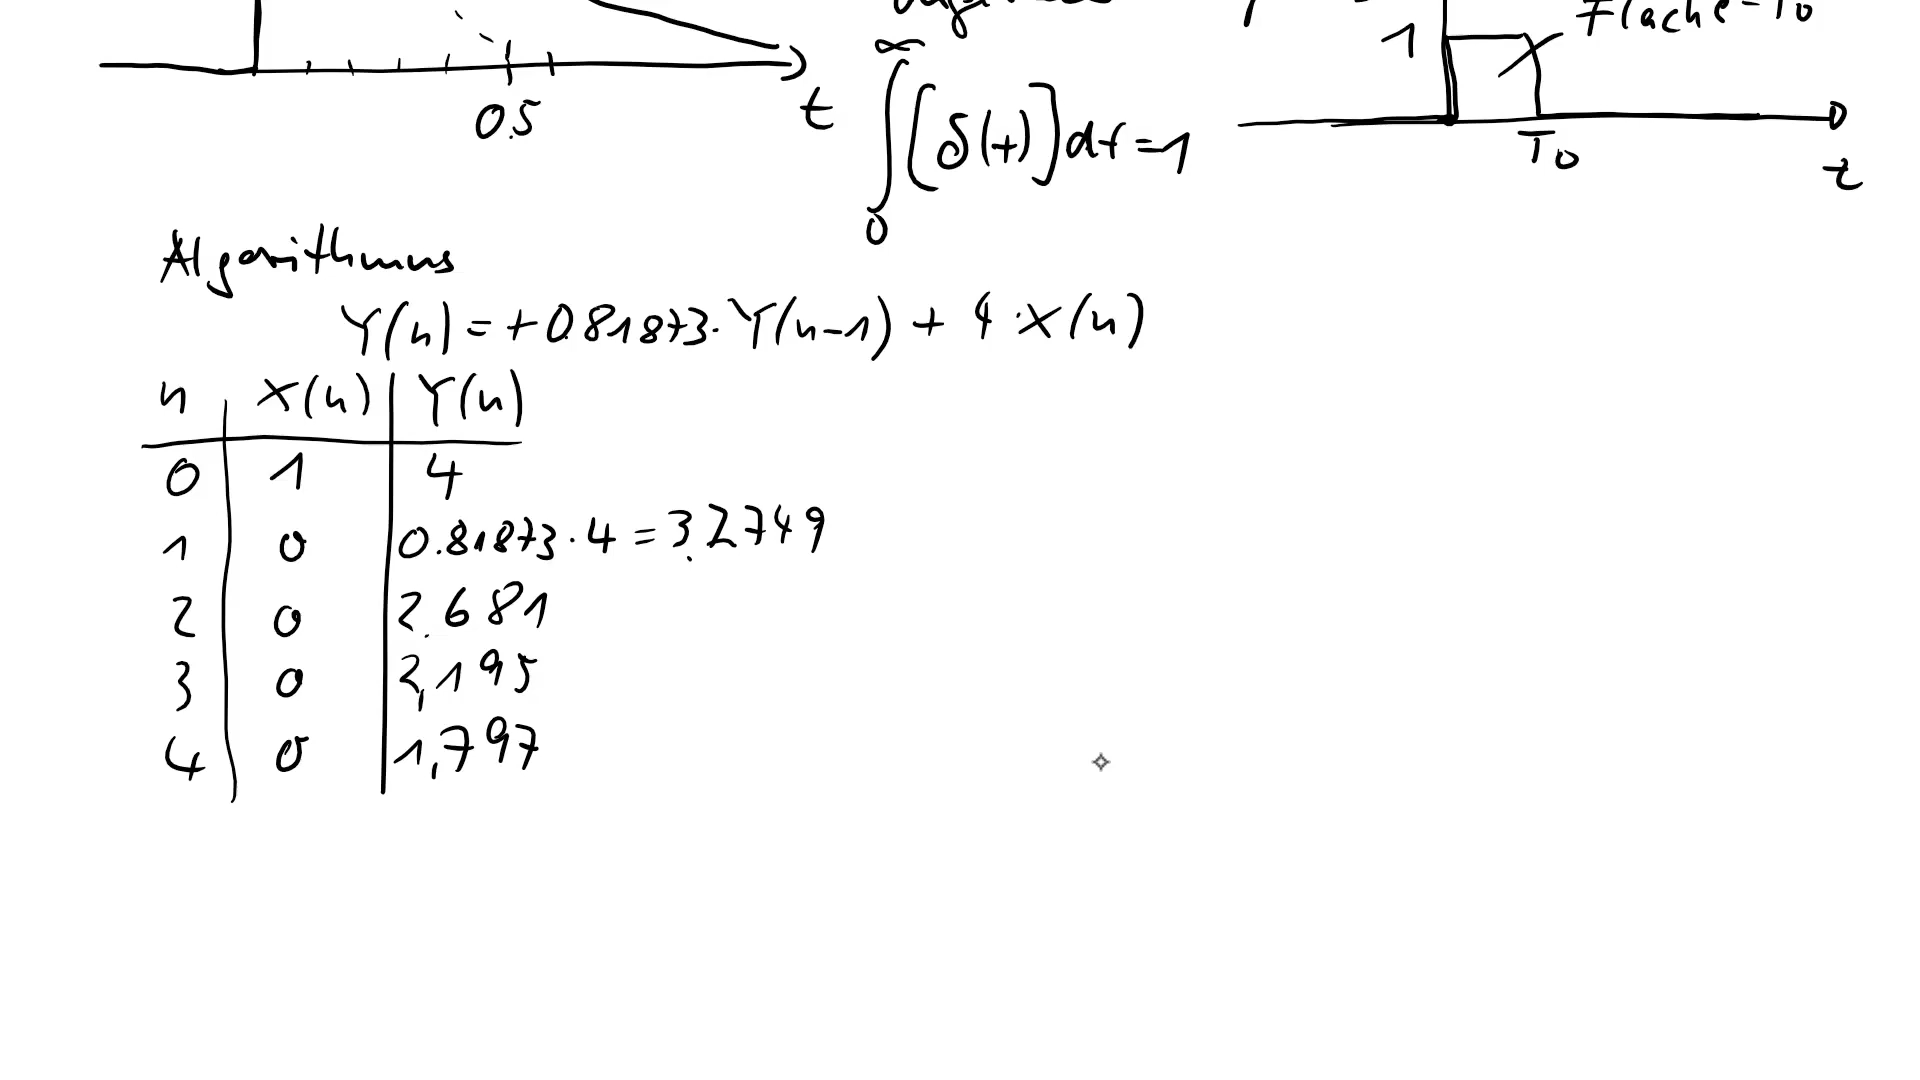 1
Fläche=T0
t
0.5
∞
∫[δ(t)]dt=1
0
T0
t
Algorithmus
Y(n)=+0.81873·Y(n-1)+4·X(n)
n X(n) Y(n)
0 1 4
1 0 0.81873·4=3.2749
2 0 2.681
3 0 2,195
4 0 1,797